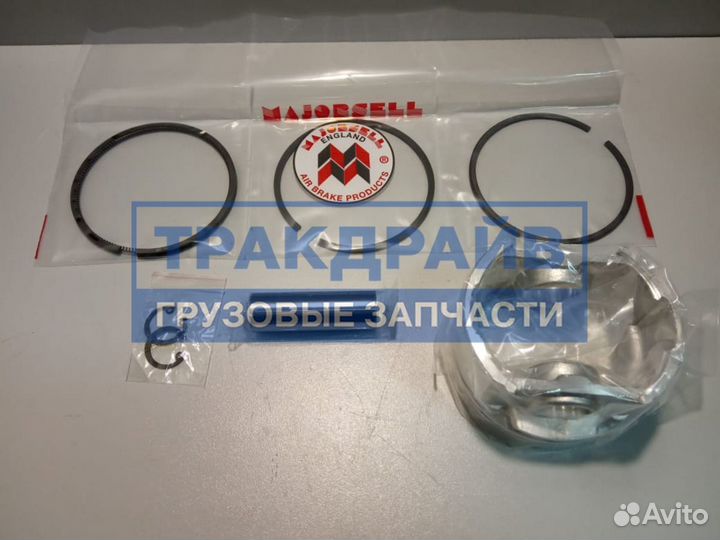 MAJORSELL
MAJORSELL
ENGLAND
AIR BRAKE PRODUCTS
®
ТРАКДРАЙВ
ГРУЗОВЫЕ ЗАПЧАСТИ
Avito